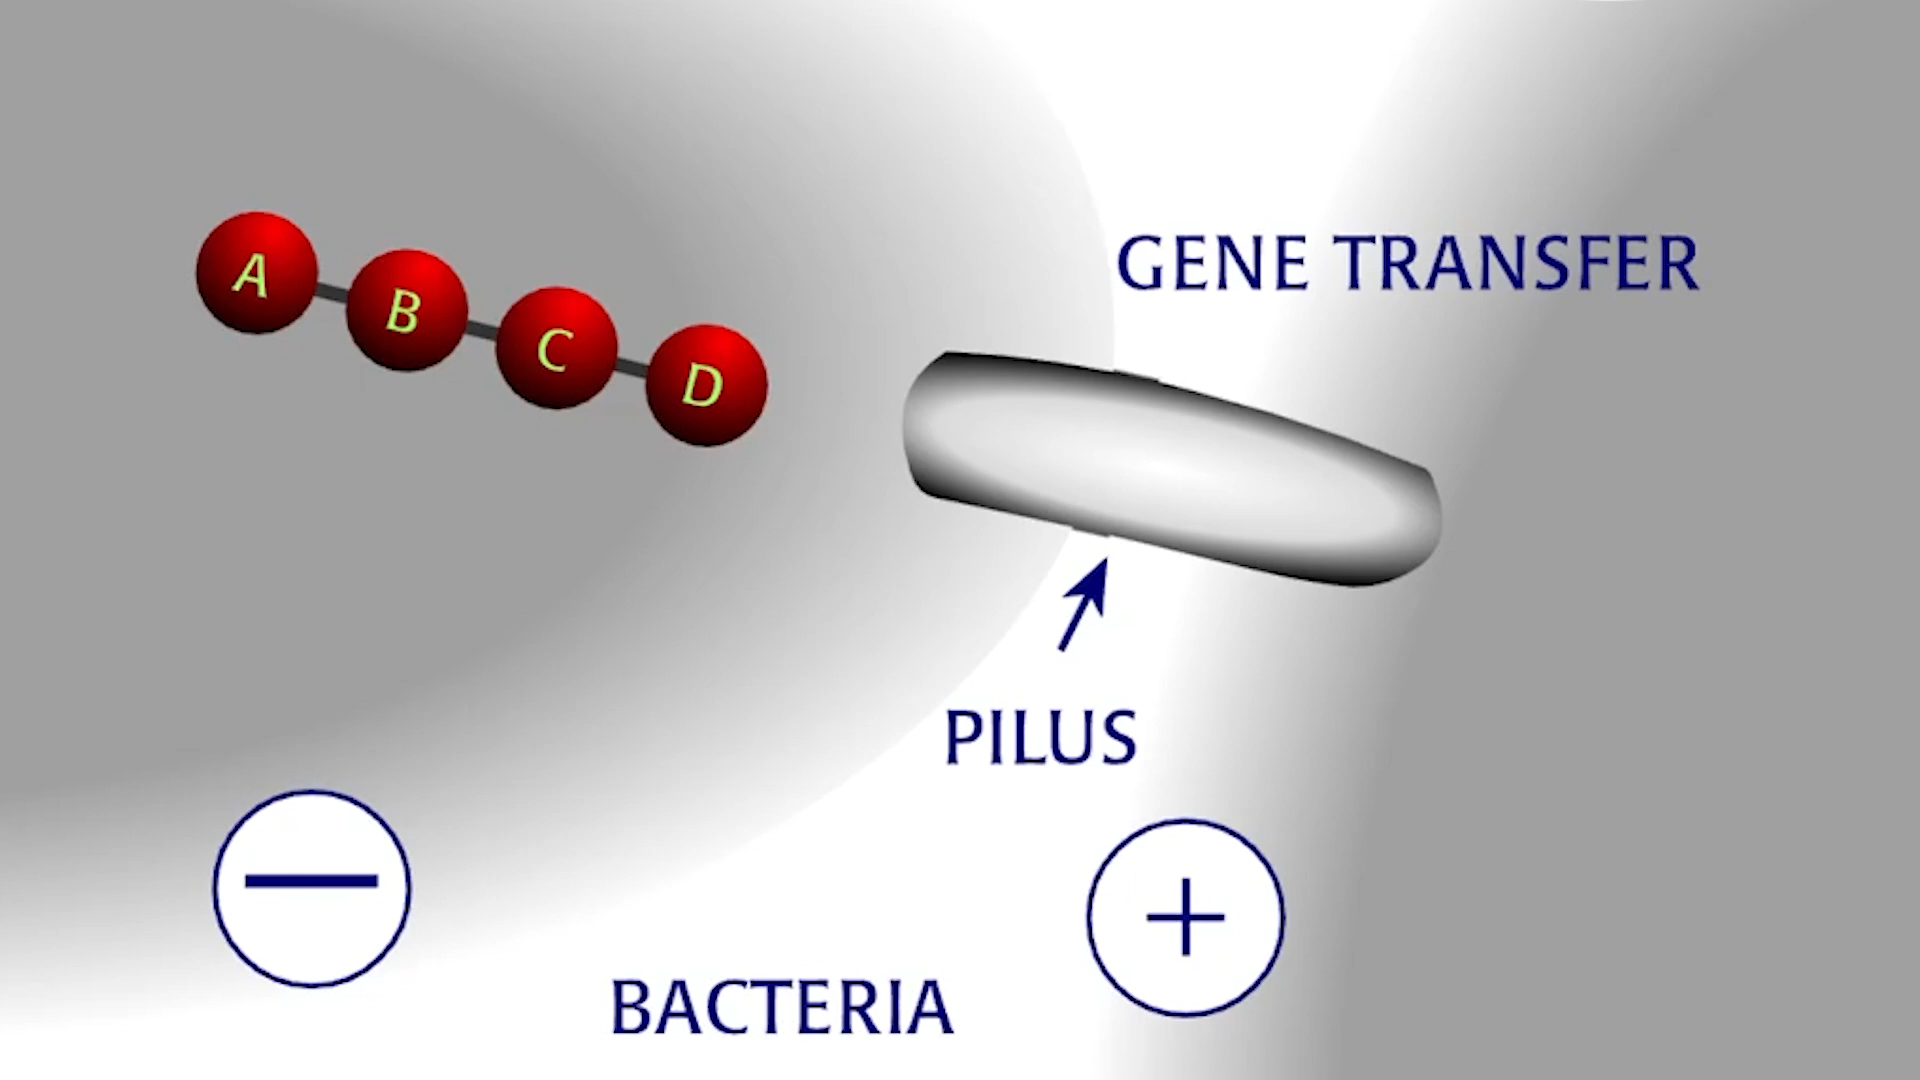 A
B
C
D
GENE TRANSFER
PILUS
−
+
BACTERIA